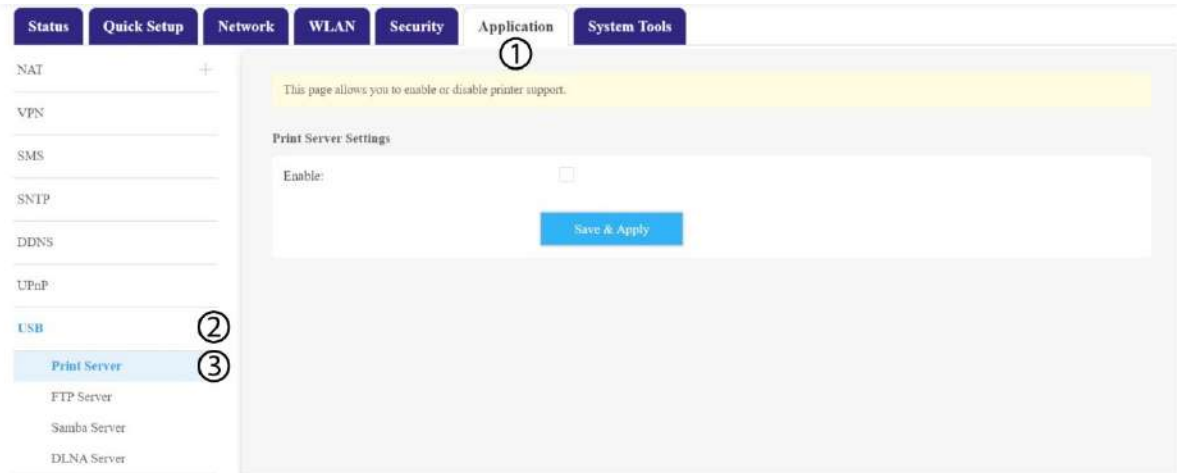 Status Quick Setup Network WLAN Security Application System Tools
①
NAT +
This page allows you to enable or disable printer support.
VPN
Print Server Settings
SMS
Enable:
SNTP
Save & Apply
DDNS
UPnP
USB ②
Print Server ③
FTP Server
Samba Server
DLNA Server